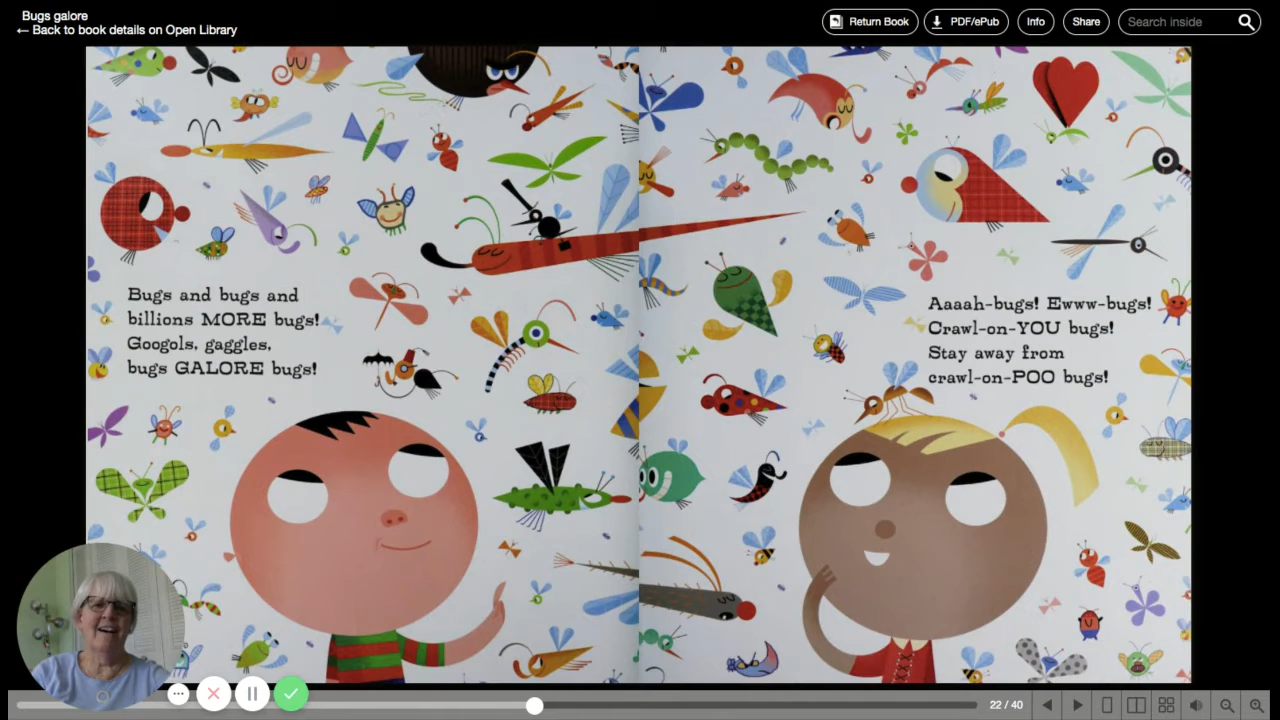 Bugs galore
← Back to book details on Open Library
Return Book
PDF/ePub
Info
Share
Search inside
Bugs and bugs and
billions MORE bugs!
Googols, gaggles,
bugs GALORE bugs!
Aaaah-bugs! Ewww-bugs!
Crawl-on-YOU bugs!
Stay away from
crawl-on-POO bugs!
22 / 40